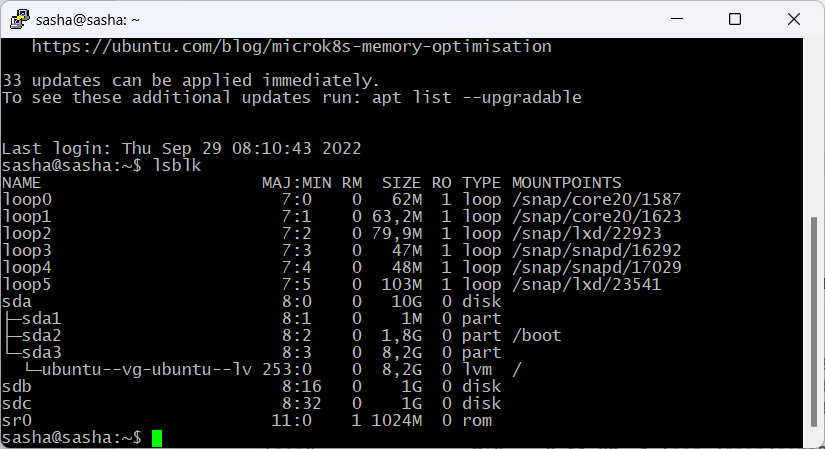 sasha@sasha: ~
https://ubuntu.com/blog/microk8s-memory-optimisation
33 updates can be applied immediately.
To see these additional updates run: apt list --upgradable
Last login: Thu Sep 29 08:10:43 2022
sasha@sasha:~$ lsblk
NAME                      MAJ:MIN RM  SIZE RO TYPE MOUNTPOINTS
loop0                       7:0    0   62M  1 loop /snap/core20/1587
loop1                       7:1    0 63,2M  1 loop /snap/core20/1623
loop2                       7:2    0 79,9M  1 loop /snap/lxd/22923
loop3                       7:3    0   47M  1 loop /snap/snapd/16292
loop4                       7:4    0   48M  1 loop /snap/snapd/17029
loop5                       7:5    0  103M  1 loop /snap/lxd/23541
sda                         8:0    0   10G  0 disk
├─sda1                      8:1    0    1M  0 part
├─sda2                      8:2    0  1,8G  0 part /boot
└─sda3                      8:3    0  8,2G  0 part
  └─ubuntu--vg-ubuntu--lv 253:0    0  8,2G  0 lvm  /
sdb                         8:16   0    1G  0 disk
sdc                         8:32   0    1G  0 disk
sr0                        11:0    1 1024M  0 rom
sasha@sasha:~$